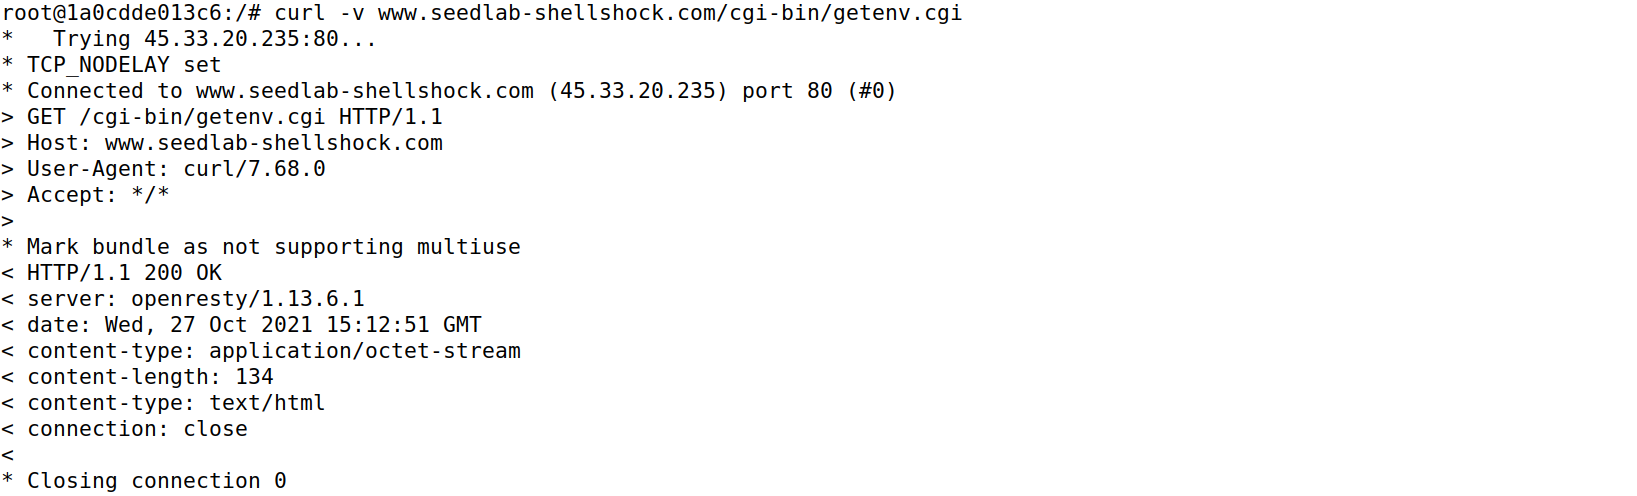 root@1a0cdde013c6:/# curl -v www.seedlab-shellshock.com/cgi-bin/getenv.cgi
*   Trying 45.33.20.235:80...
* TCP_NODELAY set
* Connected to www.seedlab-shellshock.com (45.33.20.235) port 80 (#0)
> GET /cgi-bin/getenv.cgi HTTP/1.1
> Host: www.seedlab-shellshock.com
> User-Agent: curl/7.68.0
> Accept: */*
>
* Mark bundle as not supporting multiuse
< HTTP/1.1 200 OK
< server: openresty/1.13.6.1
< date: Wed, 27 Oct 2021 15:12:51 GMT
< content-type: application/octet-stream
< content-length: 134
< content-type: text/html
< connection: close
<
* Closing connection 0